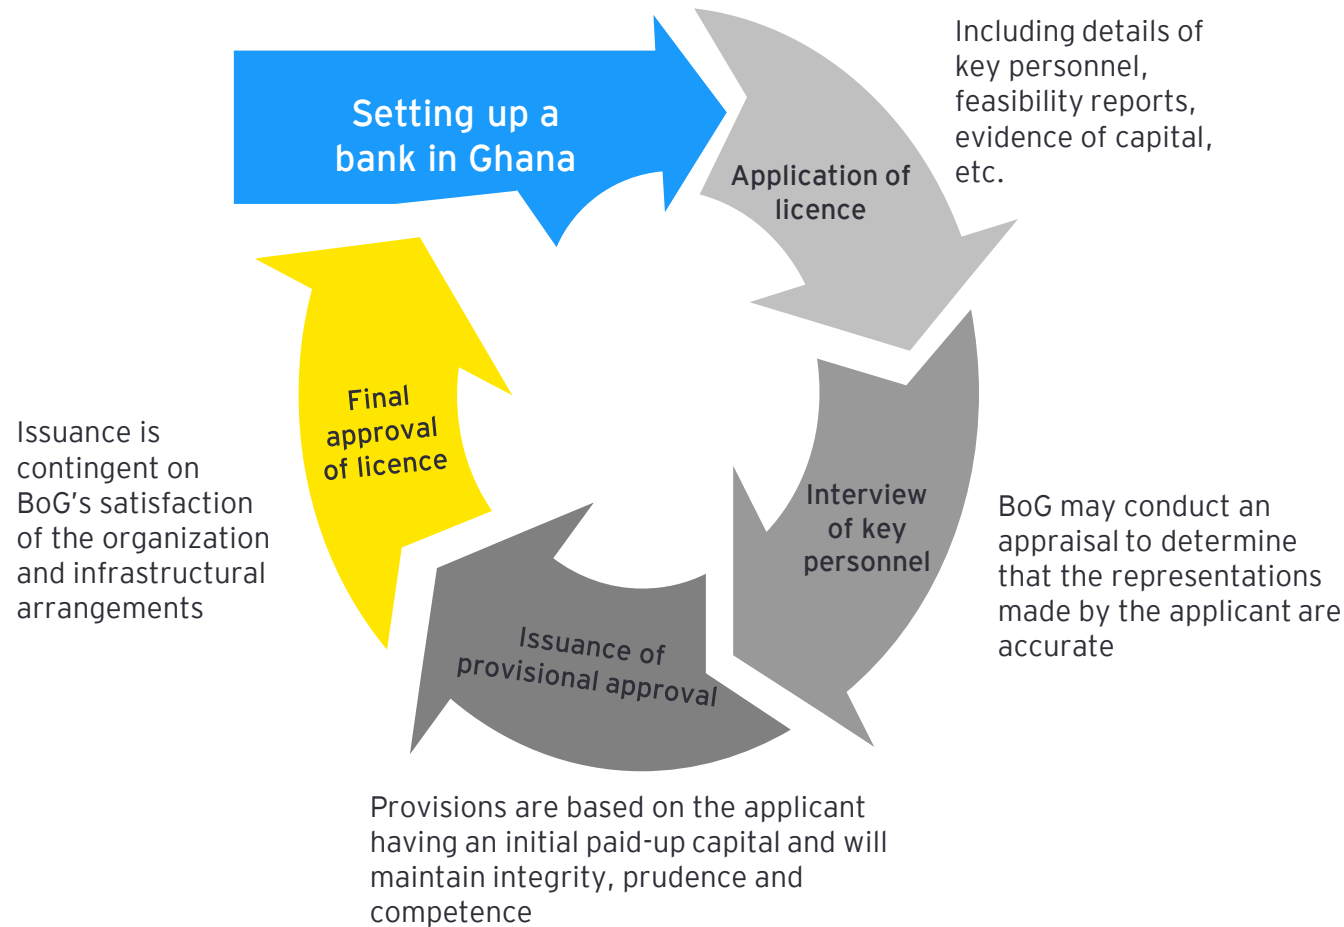 Setting up a
bank in Ghana
Application of
licence
Including details of
key personnel,
feasibility reports,
evidence of capital,
etc.
Interview
of key
personnel
BoG may conduct an
appraisal to determine
that the representations
made by the applicant are
accurate
Issuance of
provisional approval
Provisions are based on the applicant
having an initial paid-up capital and will
maintain integrity, prudence and
competence
Final
approval
of licence
Issuance is
contingent on
BoG's satisfaction
of the organization
and infrastructural
arrangements